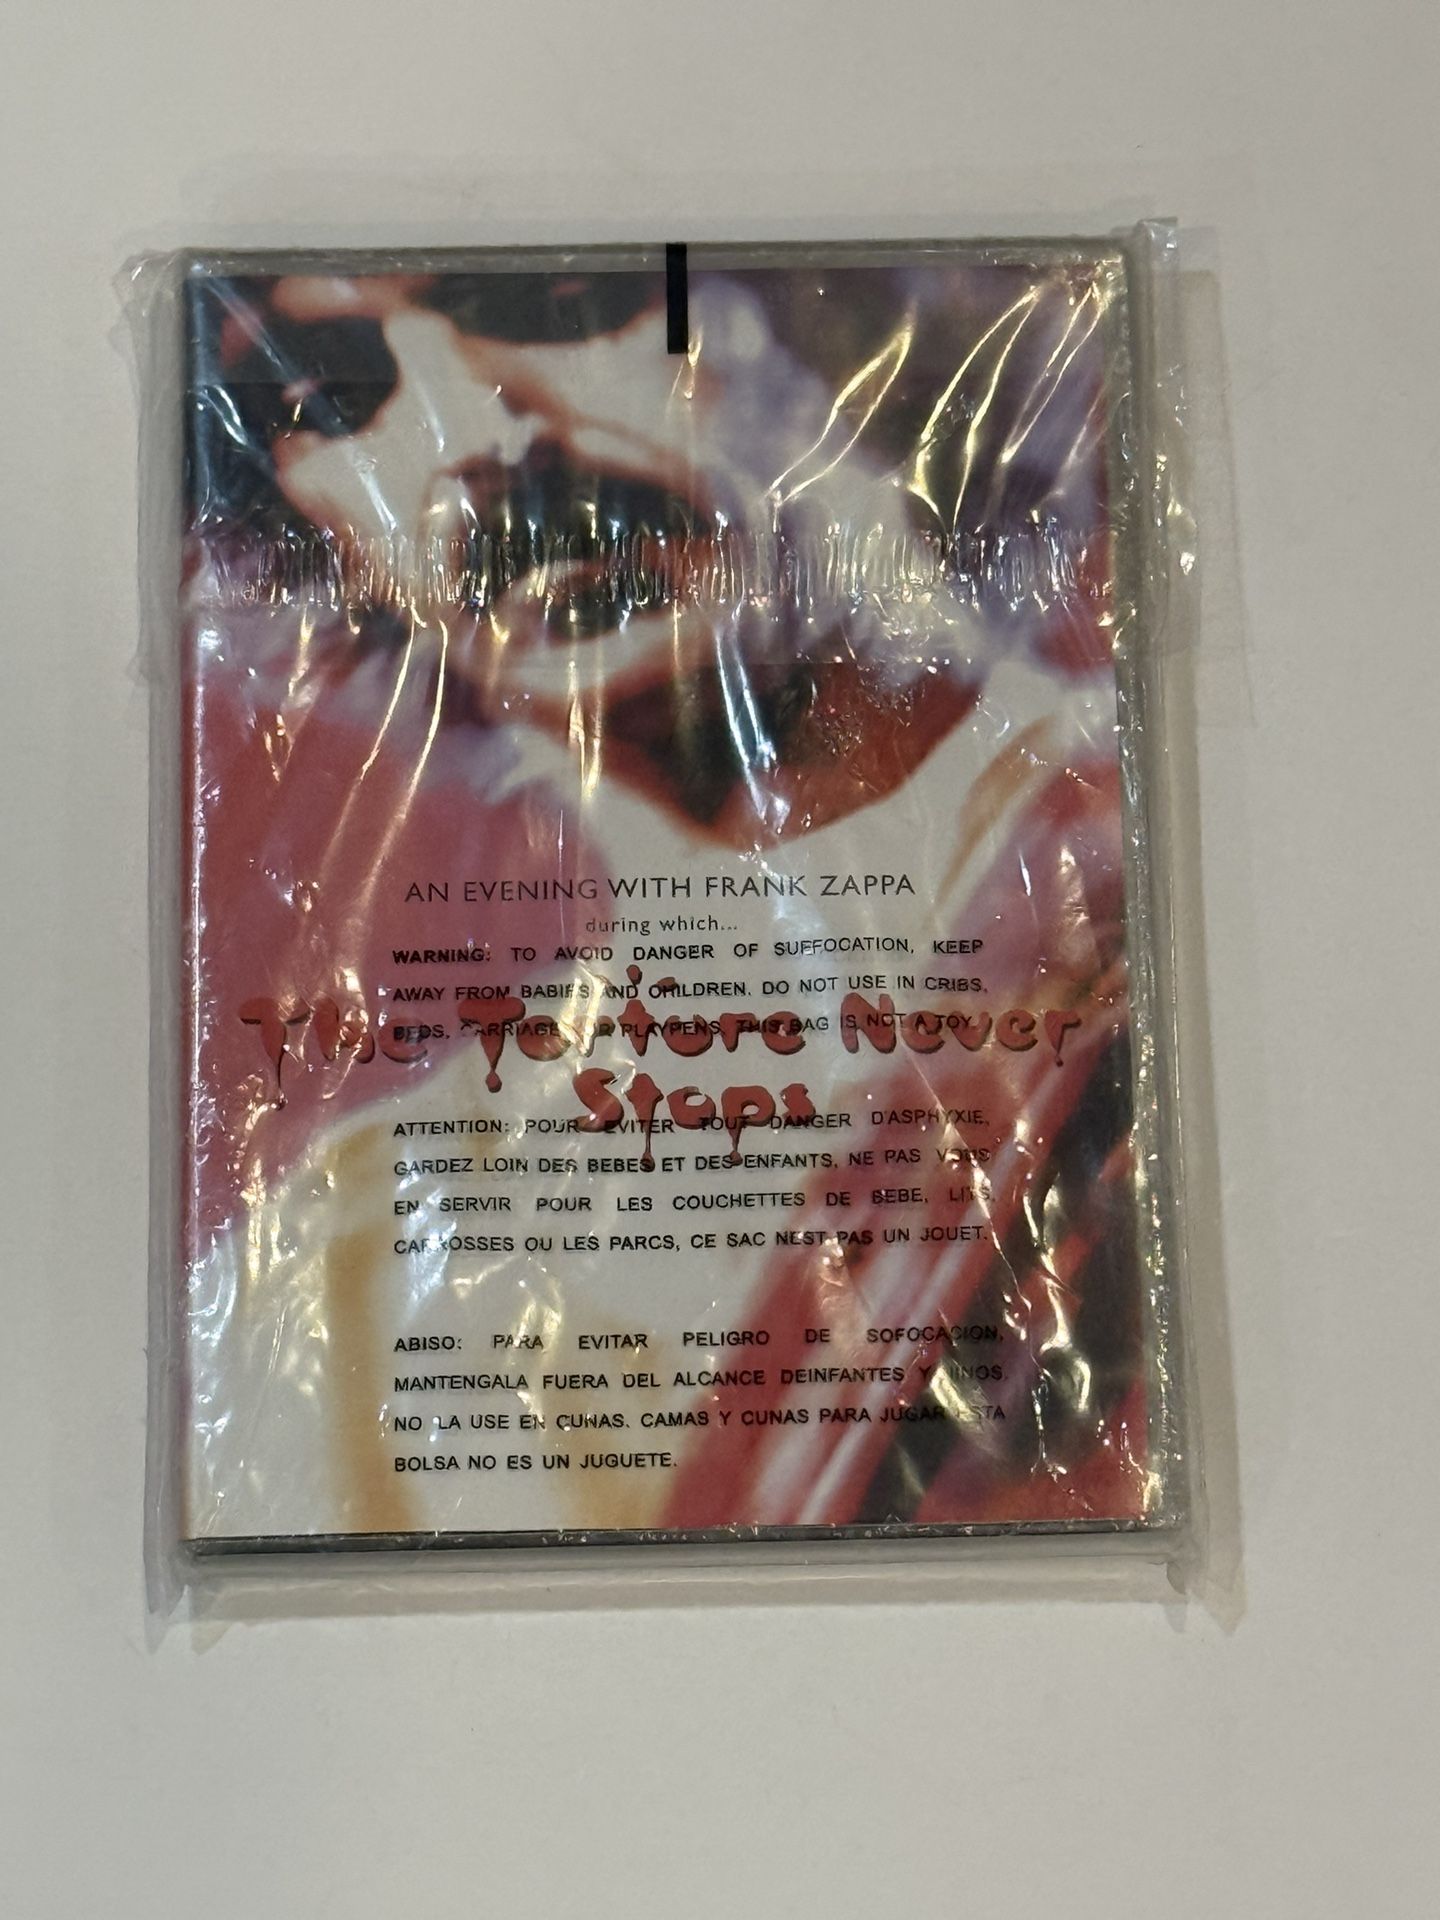 AN EVENING WITH FRANK ZAPPA
during which...
WARNING: TO AVOID DANGER OF SUFFOCATION, KEEP
AWAY FROM BABIES AND CHILDREN. DO NOT USE IN CRIBS,
BEDS, CARRIAGES OR PLAYPENS. THIS BAG IS NOT A TOY.
The Torture Never
Stops
ATTENTION: POUR EVITER TOUT DANGER D'ASPHYXIE,
GARDEZ LOIN DES BEBES ET DES ENFANTS, NE PAS VOUS
EN SERVIR POUR LES COUCHETTES DE BEBE, LITS,
CARROSSES OU LES PARCS, CE SAC NEST PAS UN JOUET.
ABISO: PARA EVITAR PELIGRO DE SOFOCACION,
MANTENGALA FUERA DEL ALCANCE DEINFANTES Y NINOS.
NO LA USE EN CUNAS, CAMAS Y CUNAS PARA JUGAR ESTA
BOLSA NO ES UN JUGUETE.